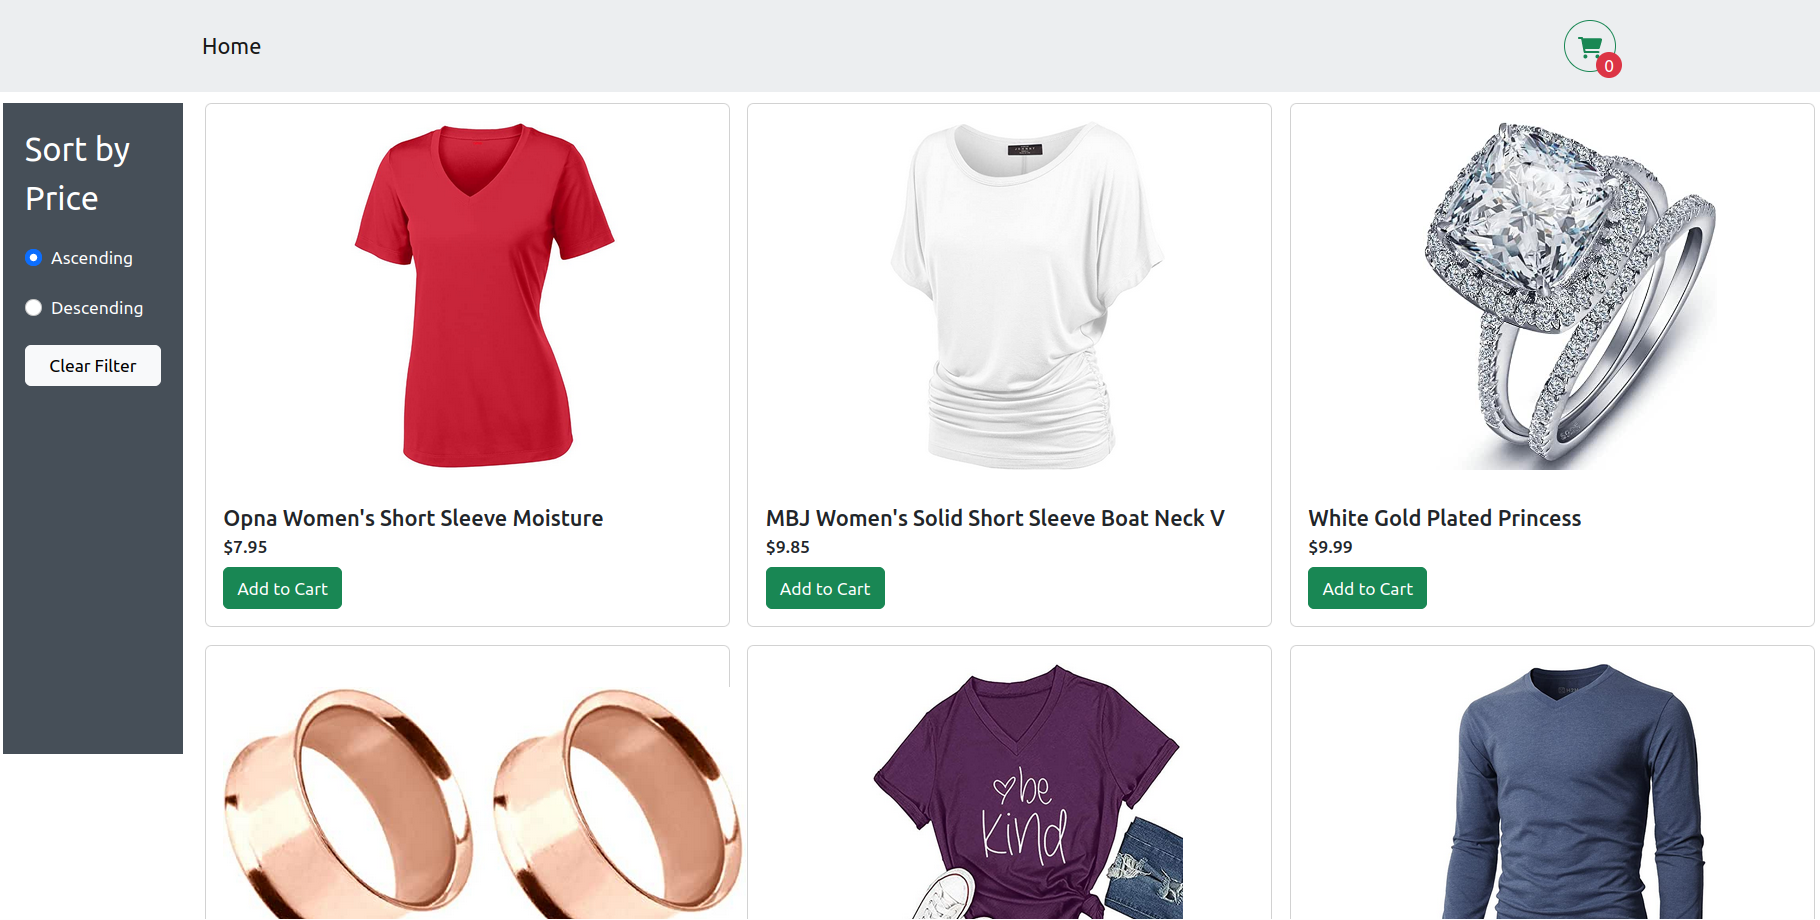 Home
0
Sort by
Price
Ascending
Descending
Clear Filter
Opna Women's Short Sleeve Moisture
$7.95
Add to Cart
MBJ Women's Solid Short Sleeve Boat Neck V
$9.85
Add to Cart
White Gold Plated Princess
$9.99
Add to Cart
be
kind